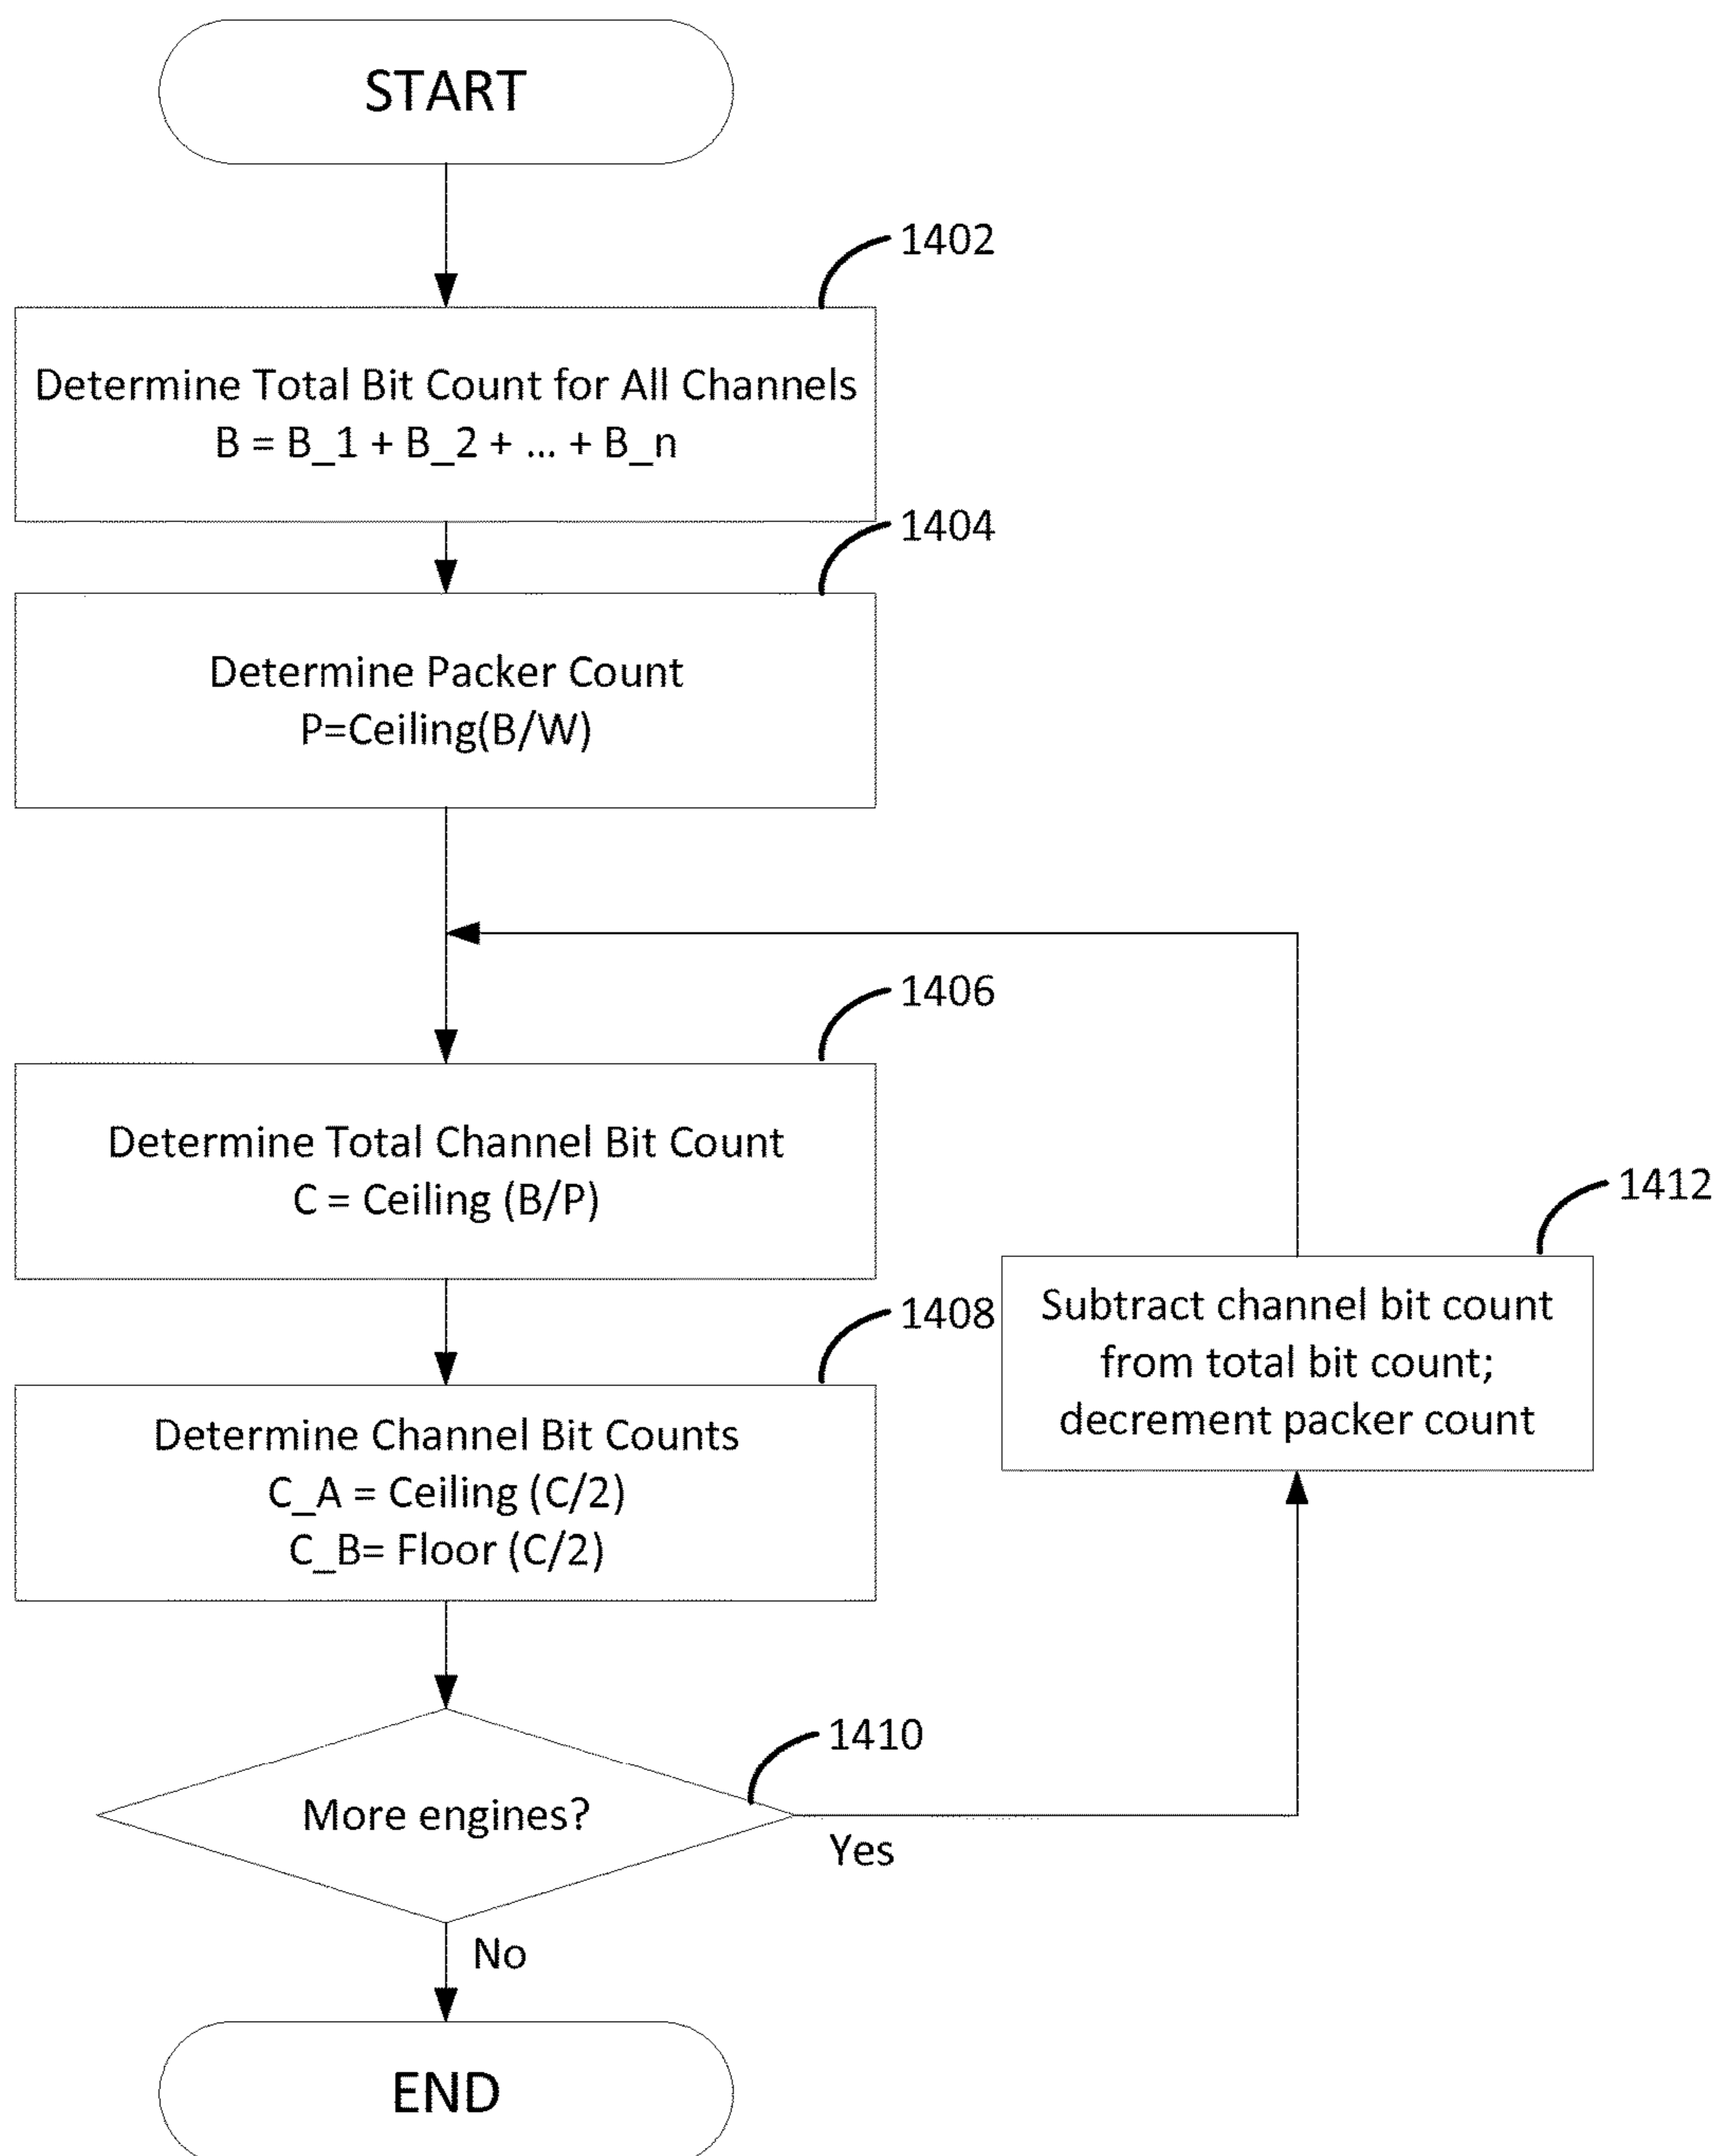 START
1402
Determine Total Bit Count for All Channels
B = B_1 + B_2 + ... + B_n
1404
Determine Packer Count
P=Ceiling(B/W)
1406
Determine Total Channel Bit Count
C = Ceiling (B/P)
1408
Determine Channel Bit Counts
C_A = Ceiling (C/2)
C_B= Floor (C/2)
1410
More engines?
Yes
1412
Subtract channel bit count
from total bit count;
decrement packer count
No
END